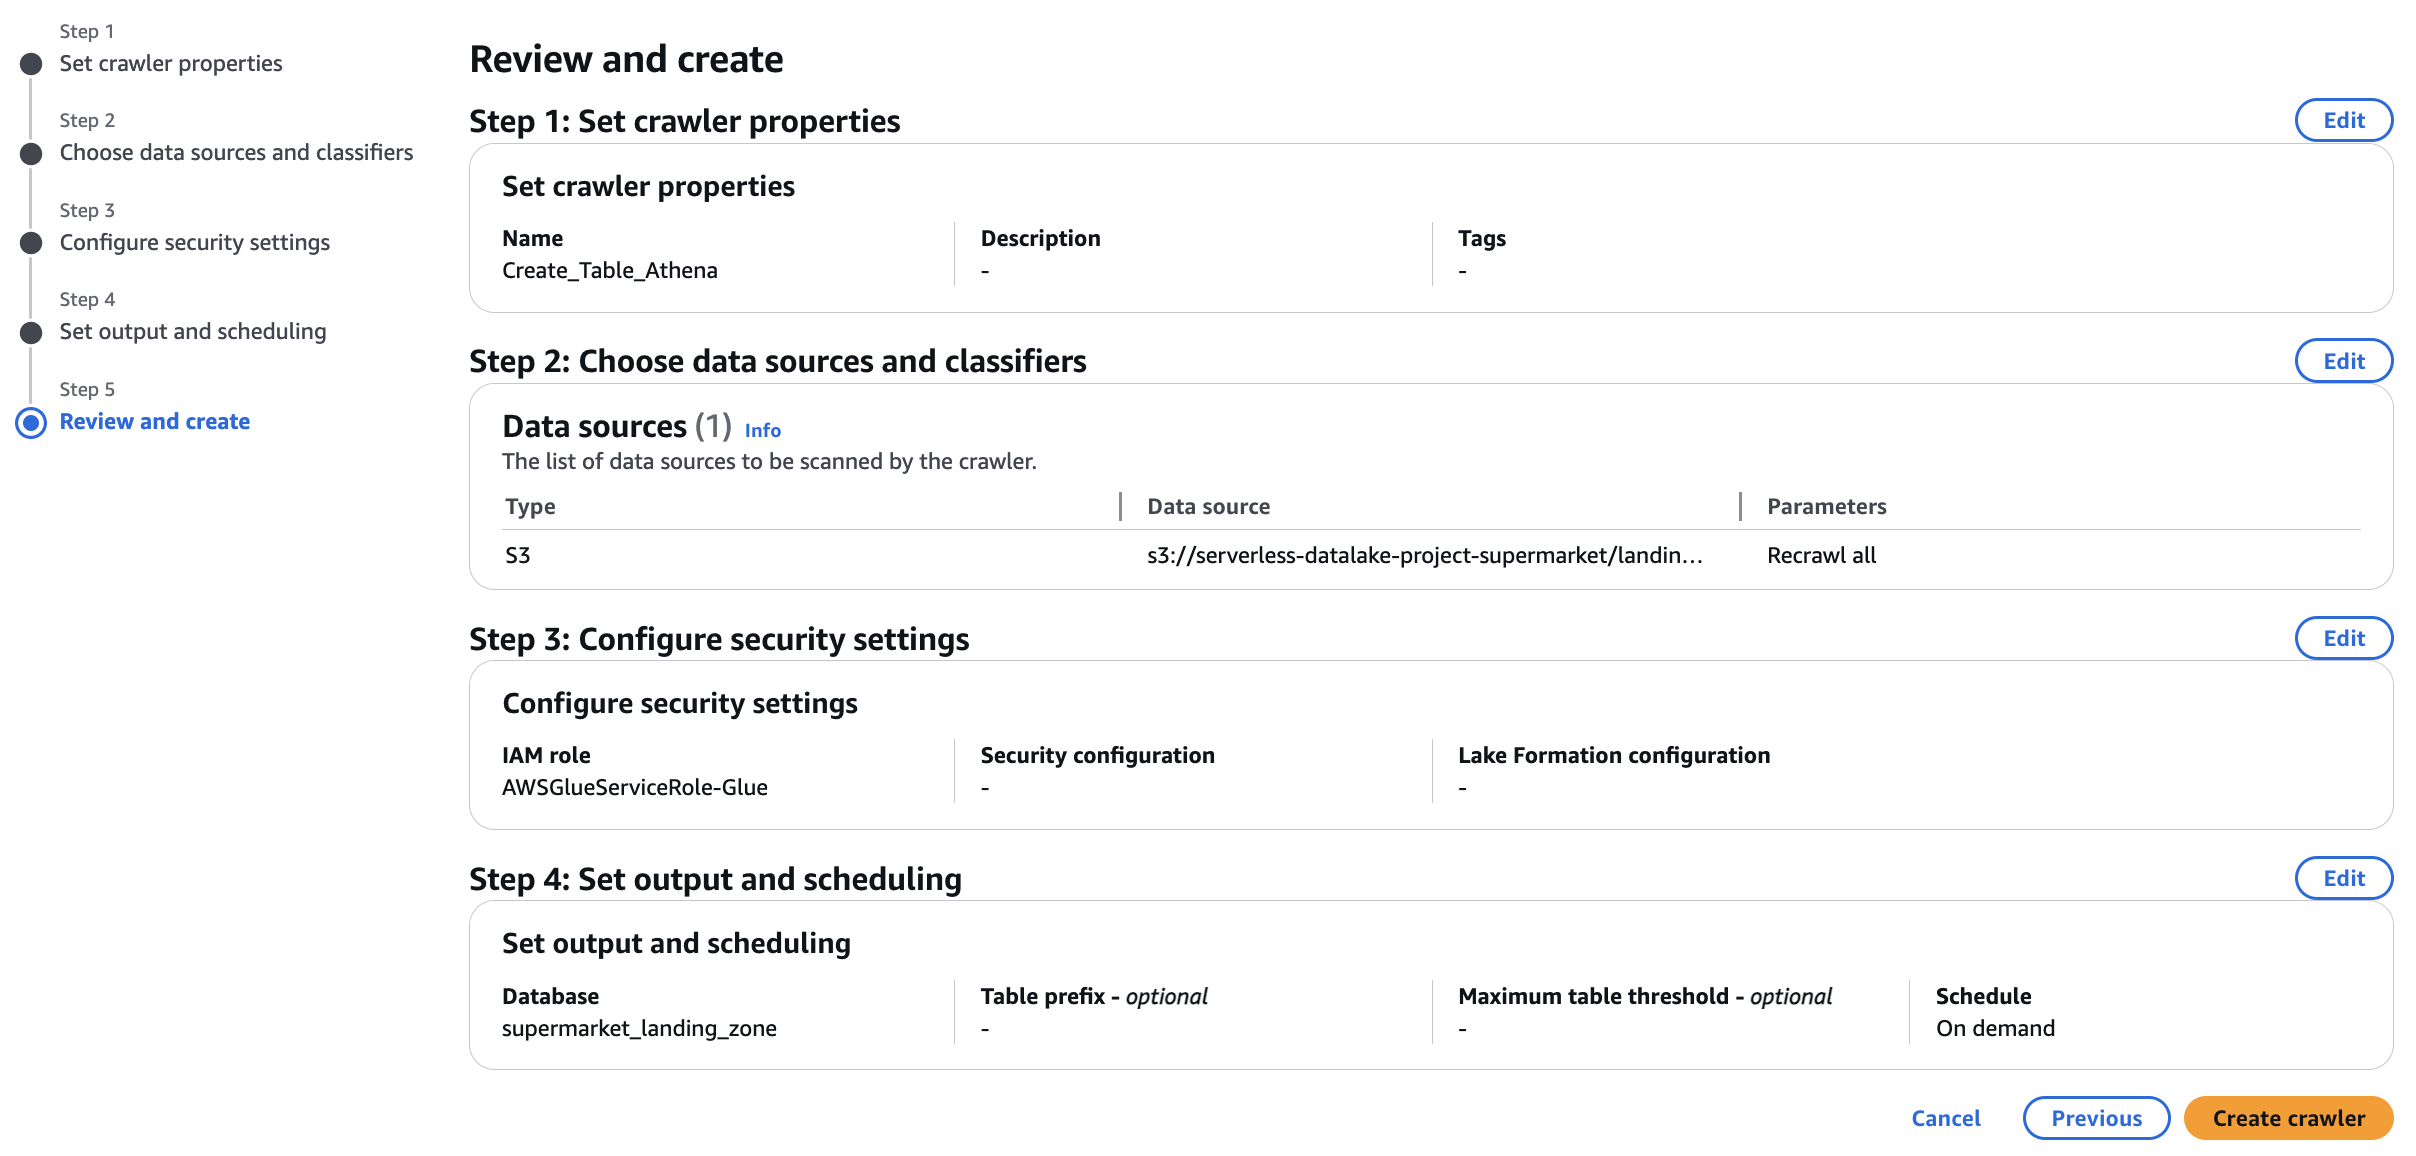 Step 1
Set crawler properties
Step 2
Choose data sources and classifiers
Step 3
Configure security settings
Step 4
Set output and scheduling
Step 5
Review and create
Review and create
Step 1: Set crawler properties
Edit
Set crawler properties
Name
Description
Tags
Create_Table_Athena
-
-
Step 2: Choose data sources and classifiers
Edit
Data sources (1) Info
The list of data sources to be scanned by the crawler.
Type
Data source
Parameters
S3
s3://serverless-datalake-project-supermarket/landin...
Recrawl all
Step 3: Configure security settings
Edit
Configure security settings
IAM role
Security configuration
Lake Formation configuration
AWSGlueServiceRole-Glue
-
-
Step 4: Set output and scheduling
Edit
Set output and scheduling
Database
Table prefix - optional
Maximum table threshold - optional
Schedule
supermarket_landing_zone
-
-
On demand
Cancel
Previous
Create crawler